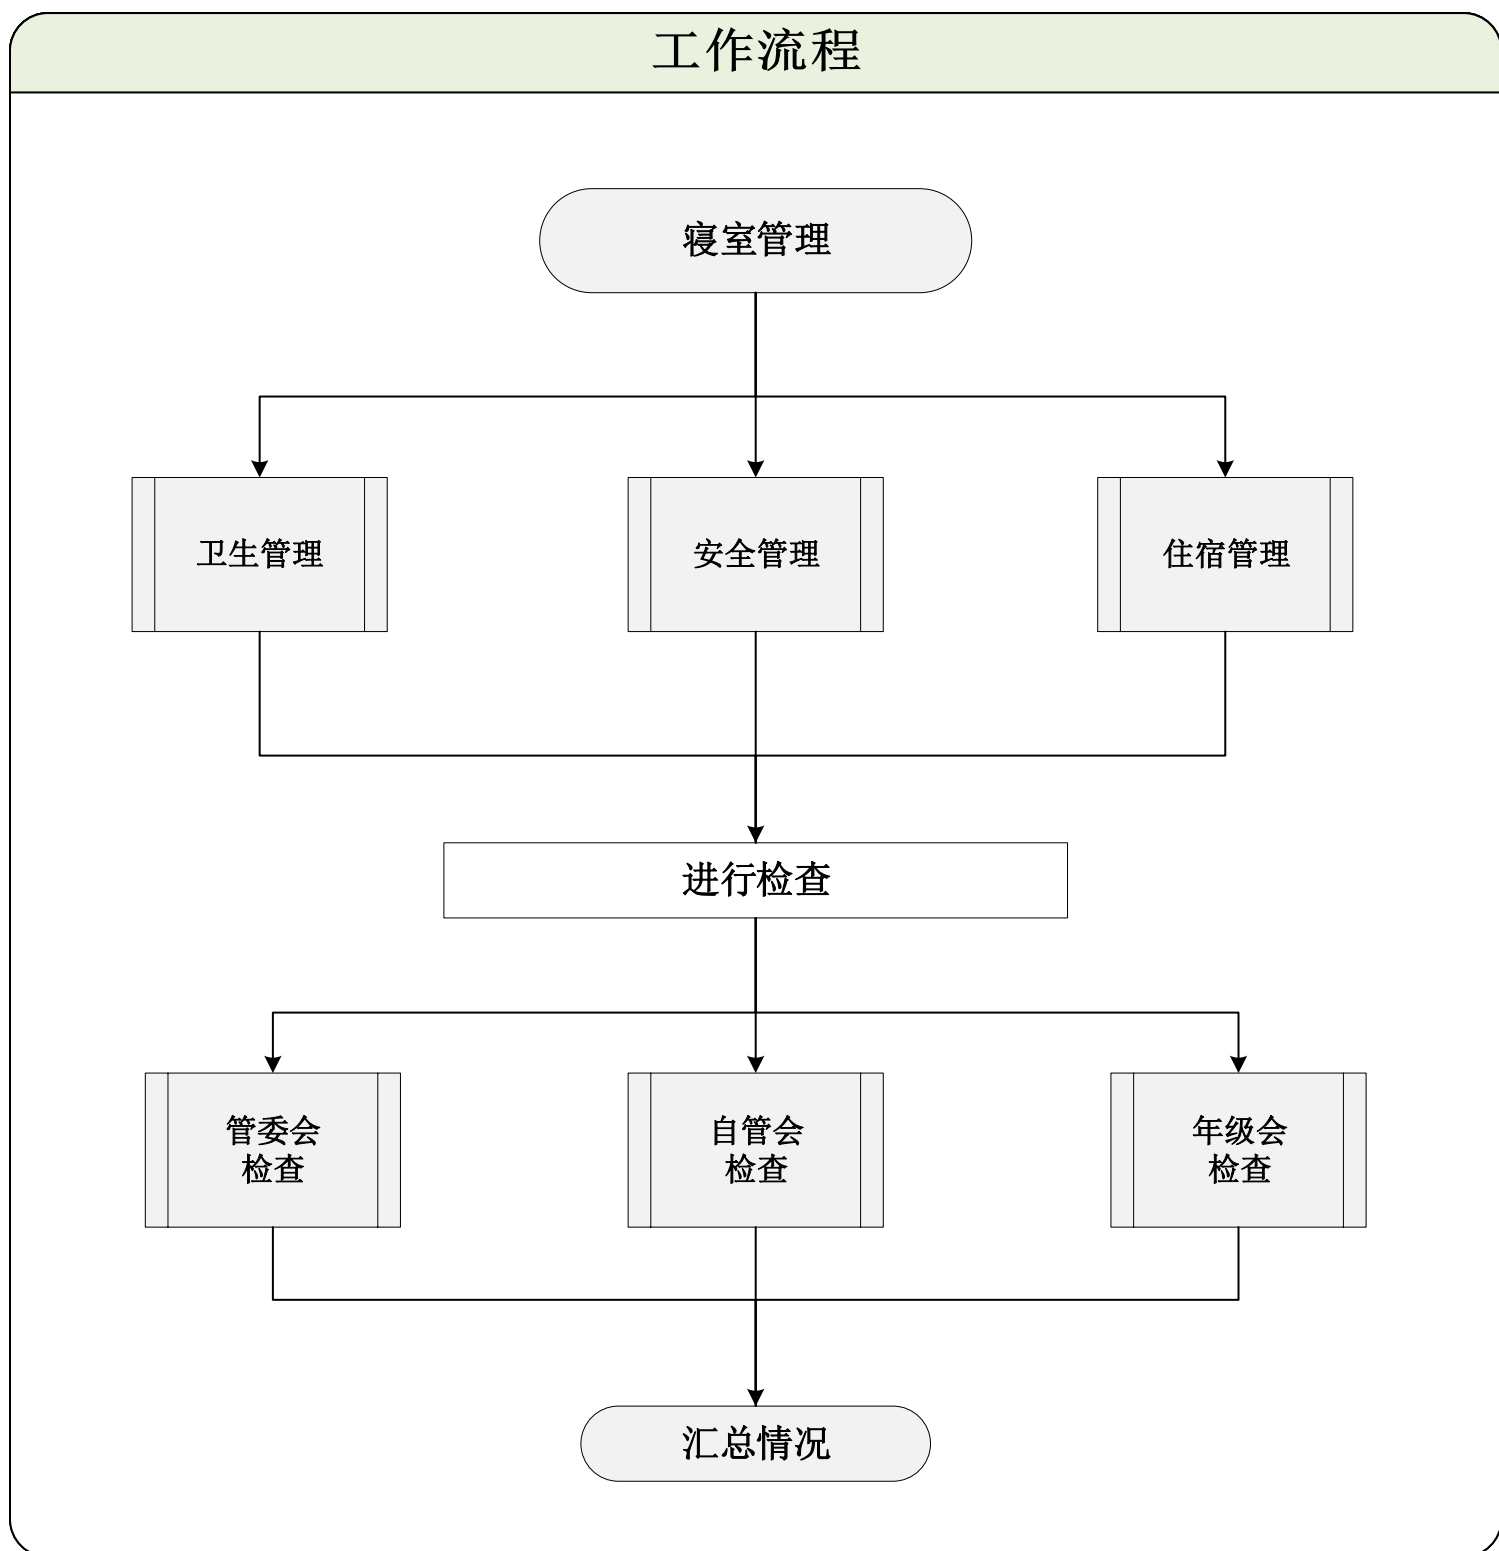 工作流程
寝室管理
卫生管理
安全管理
住宿管理
进行检查
管委会
检查
自管会
检查
年级会
检查
汇总情况